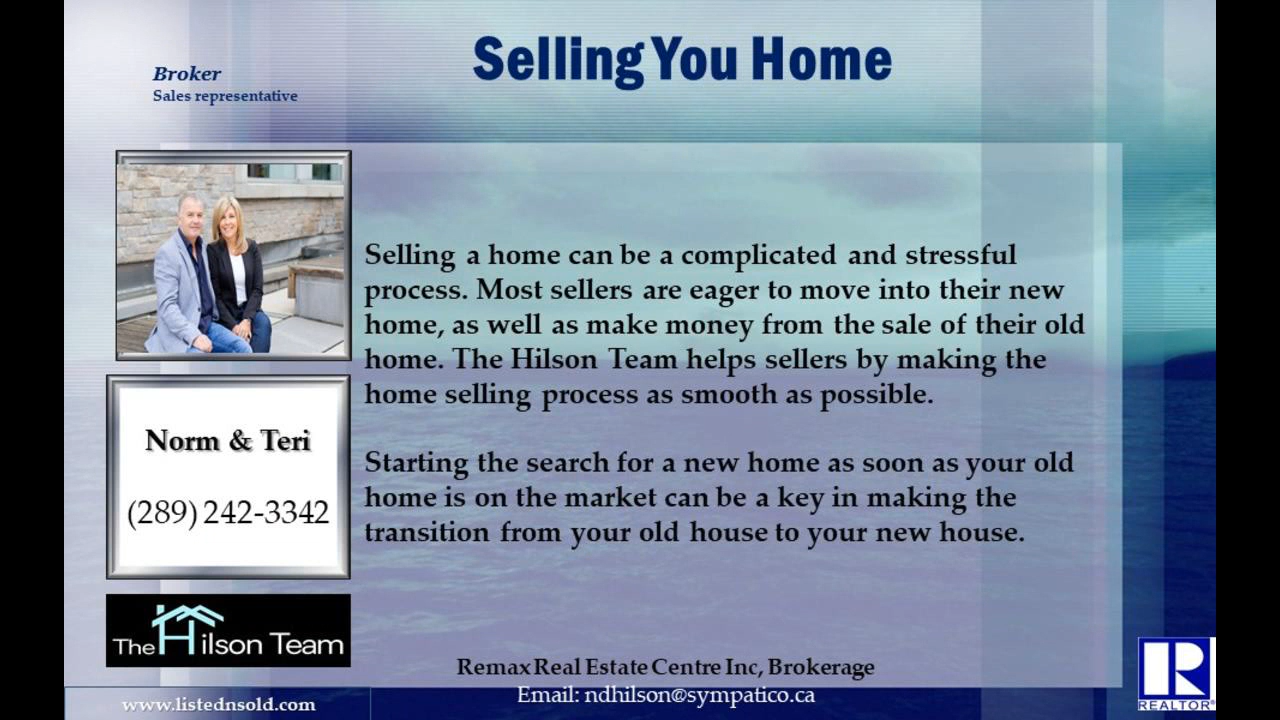 Selling You Home
Broker
Sales representative
Selling a home can be a complicated and stressful
process. Most sellers are eager to move into their new
home, as well as make money from the sale of their old
home. The Hilson Team helps sellers by making the
home selling process as smooth as possible.
Starting the search for a new home as soon as your old
home is on the market can be a key in making the
transition from your old house to your new house.
Norm & Teri
(289) 242-3342
The Hilson Team
Remax Real Estate Centre Inc, Brokerage
Email: ndhilson@sympatico.ca
www.listednsold.com
R
REALTOR®